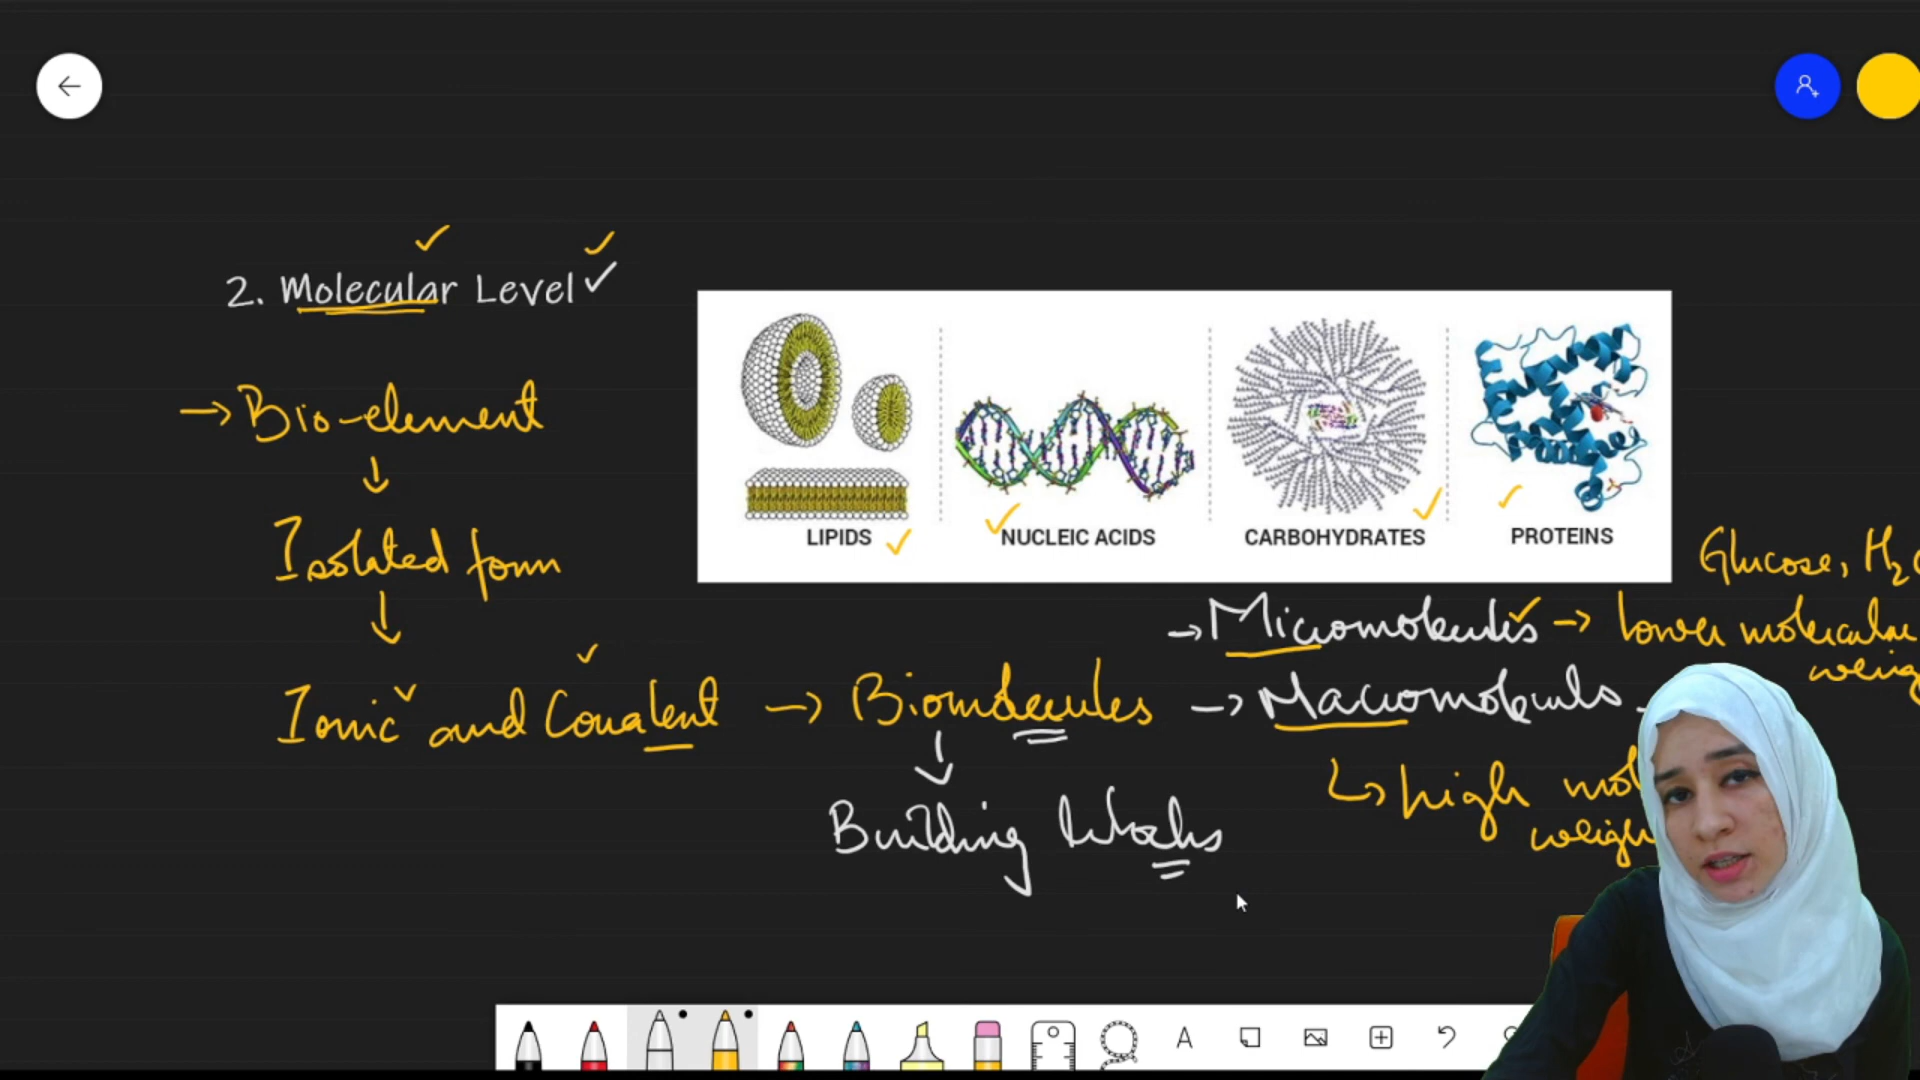 2. Molecular Level
→ Bio-element
↓
Isolated form
↓
Ionic and Covalent → Biomolecules
↓
Building blocks
LIPIDS
NUCLEIC ACIDS
CARBOHYDRATES
PROTEINS
Glucose, H₂
→ Micromolecules → lower molecular
→ Macromolecules
↳ high
A